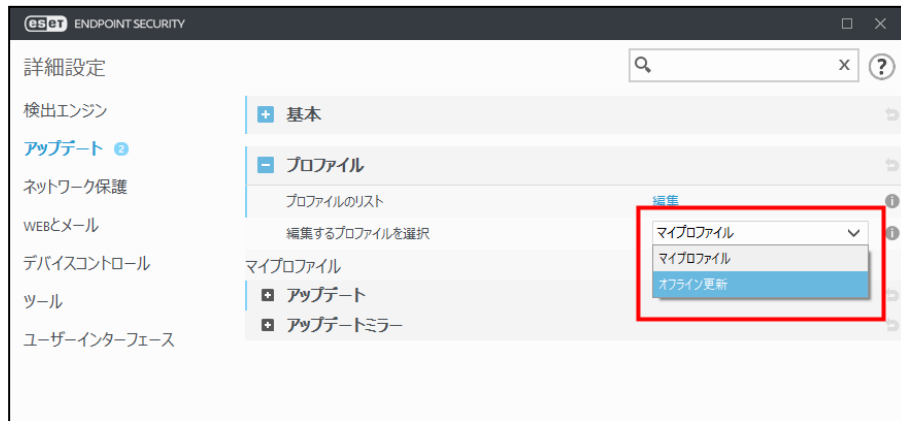 eset ENDPOINT SECURITY
詳細設定
検出エンジン
アップデート 2
ネットワーク保護
WEBとメール
デバイスコントロール
ツール
ユーザーインターフェース
基本
プロファイル
プロファイルのリスト 編集
編集するプロファイルを選択 マイプロファイル
マイプロファイル
オフライン更新
マイプロファイル
アップデート
アップデートミラー